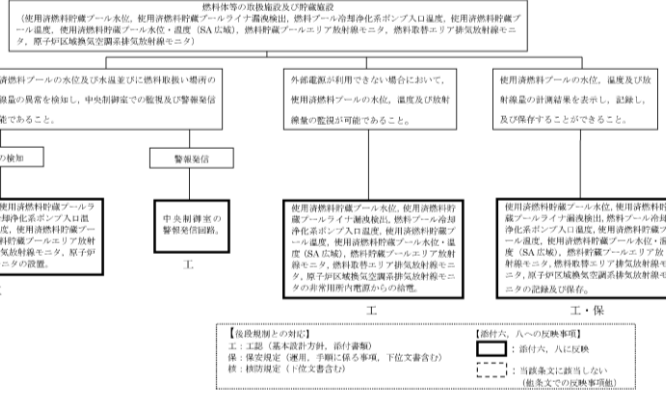 燃料体等の取扱施設及び貯蔵施設
(使用済燃料貯蔵プール水位，使用済燃料貯蔵プールライナ漏洩検出，燃料プール冷却浄化系ポンプ入口温度，使用済燃料貯蔵プ
ール温度，使用済燃料貯蔵プール水位・温度（SA 広域），燃料貯蔵プールエリア放射線モニタ，燃料取替エリア排気放射線モニ
タ，原子炉区域換気空調系排気放射線モニタ)
済燃料プールの水位及び水温並びに燃料取扱い場所の
線量の異常を検知し，中央制御室での監視及び警報発信
能であること．
外部電源が利用できない場合において，
使用済燃料プールの水位，温度及び放射
線量の監視が可能であること。
使用済燃料プールの水位，温度及び放
射線量の計測結果を表示し，記録し，
及び保存することができること．
の検知
警報発信
使用済燃料貯蔵プールラ
却浄化系ポンプ入口温
度，使用済燃料貯蔵プー
料貯蔵プールエリア放射
気放射線モニタ，原子炉
ニタの設置．
中央制御室の
警報発信回路．
使用済燃料貯蔵プール水位，使用済燃料貯
蔵プールライナ漏洩検出，燃料プール冷却
浄化系ポンプ入口温度，使用済燃料貯蔵プ
ール温度，使用済燃料貯蔵プール水位・温
度（SA 広域），燃料貯蔵プールエリア放射
線モニタ，燃料取替エリア排気放射線モニ
タ，原子炉区域換気空調系排気放射線モニ
タの非常用所内電源からの給電．
使用済燃料貯蔵プール水位，使用済燃料貯
蔵プールライナ漏洩検出，燃料プール冷
浄化系ポンプ入口温度，使用済燃料貯蔵
ール温度，使用済燃料貯蔵プール水位・温
度（SA 広域），燃料貯蔵プールエリア放
射線モニタ，燃料取替エリア排気放射線モ
ニタ，原子炉区域換気空調系排気放射線モ
ニタの記録及び保存．
工
工
工・保
【後段規制との対応】
工：工認（基本設計方針，添付書類）
保：保安規定（運用，手順に係る事項，下位文書含む）
核：核防規定（下位文書含む）
【添付六，八への反映事項】
：添付六，八に反映
：当該条文に該当しない
（他条文での反映事項他）